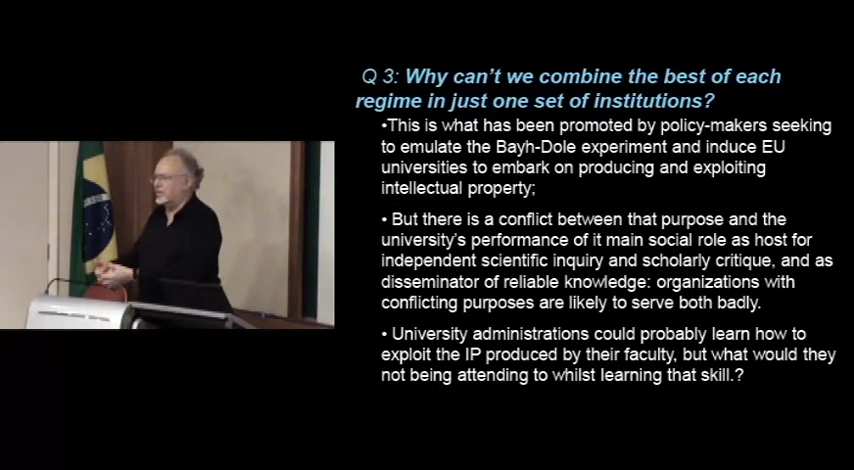 Q 3: Why can't we combine the best of each
regime in just one set of institutions?
•This is what has been promoted by policy-makers seeking
to emulate the Bayh-Dole experiment and induce EU
universities to embark on producing and exploiting
intellectual property;
• But there is a conflict between that purpose and the
university's performance of it main social role as host for
independent scientific inquiry and scholarly critique, and as
disseminator of reliable knowledge: organizations with
conflicting purposes are likely to serve both badly.
• University administrations could probably learn how to
exploit the IP produced by their faculty, but what would they
not being attending to whilst learning that skill.?